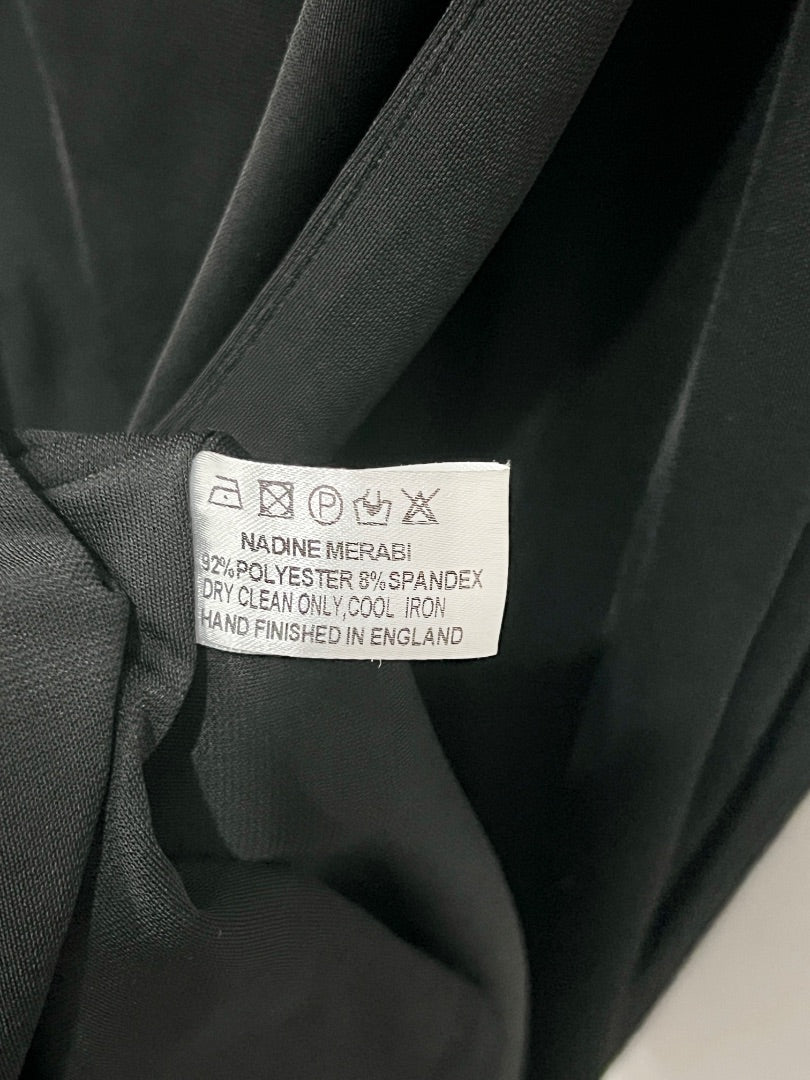 P
NADINE MERABI
92%POLYESTER 8%SPANDEX
DRY CLEAN ONLY,COOL IRON
HAND FINISHED IN ENGLAND